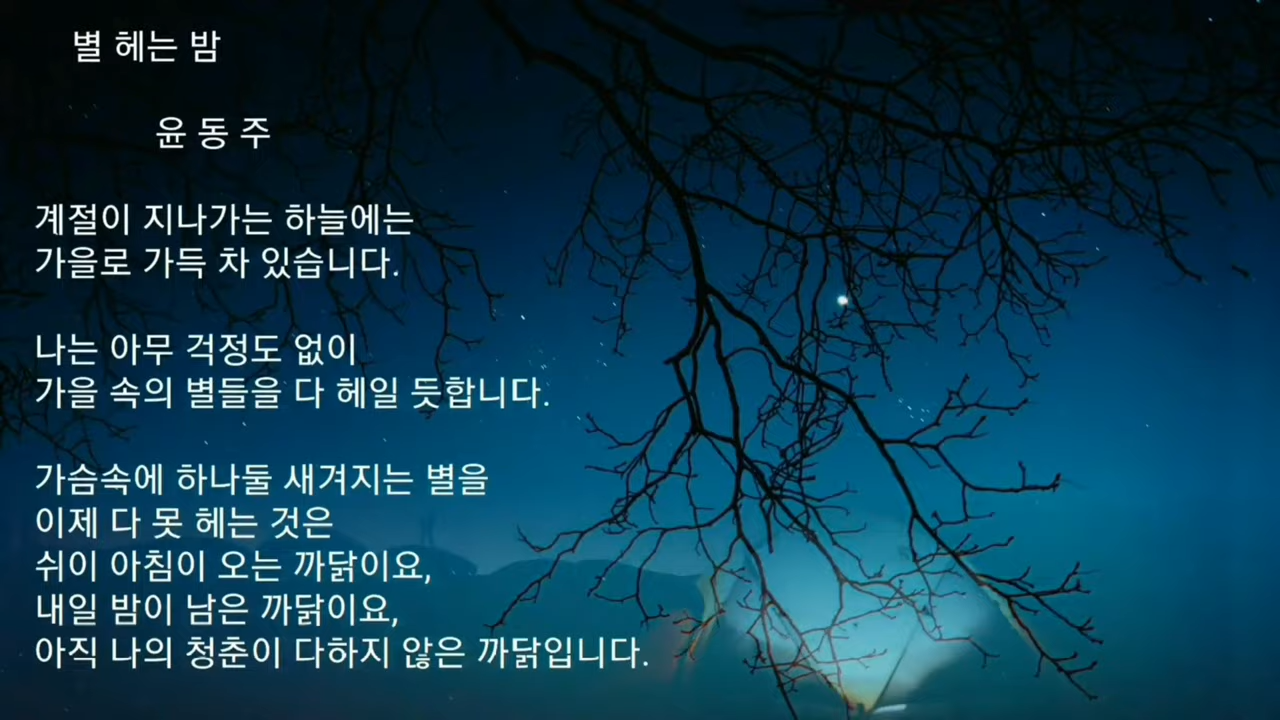 별 헤는 밤
윤 동 주
계절이 지나가는 하늘에는
가을로 가득 차 있습니다.
나는 아무 걱정도 없이
가을 속의 별들을 다 헤일 듯합니다.
가슴속에 하나둘 새겨지는 별을
이제 다 못 헤는 것은
쉬이 아침이 오는 까닭이요,
내일 밤이 남은 까닭이요,
아직 나의 청춘이 다하지 않은 까닭입니다.